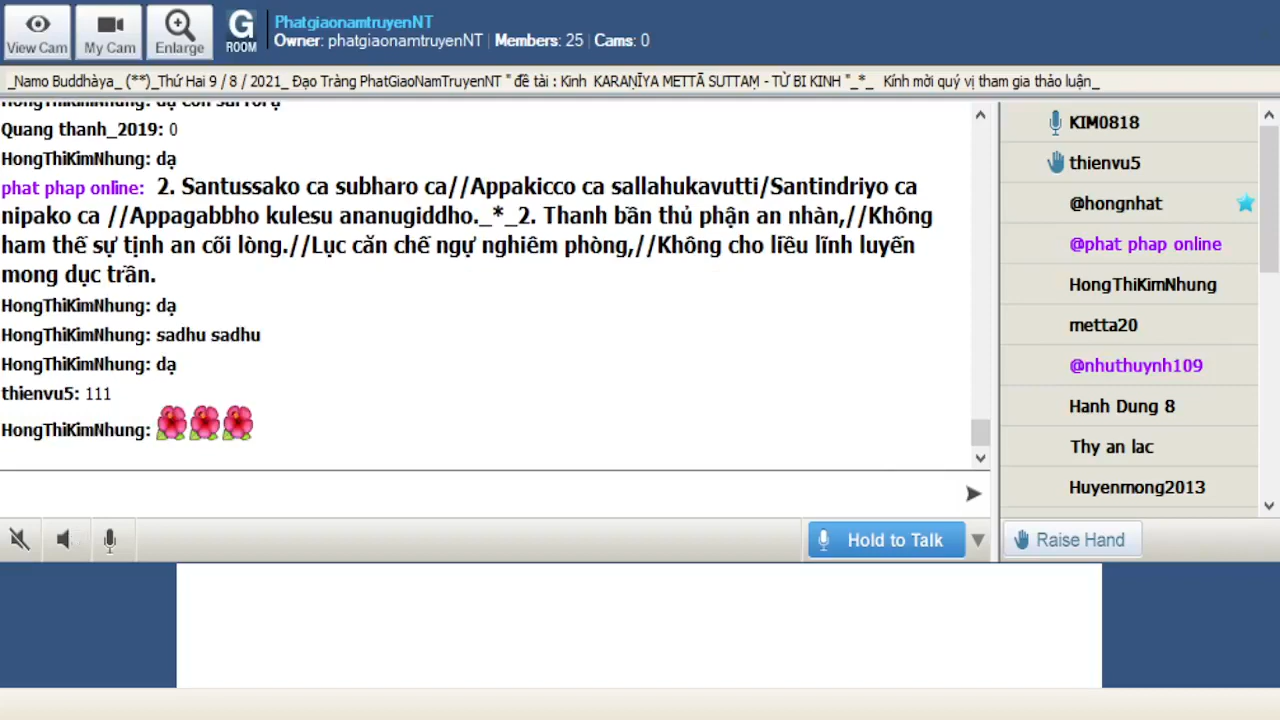 View Cam
My Cam
Enlarge
G
ROOM
PhatgiaonamtruyenNT
Owner: phatgiaonamtruyenNT | Members: 25 | Cams: 0
_Namo Buddhàya_ (**)_Thứ Hai 9 / 8 / 2021_ Đạo Tràng PhatGiaoNamTruyenNT " đề tài : Kinh KARAṆĪYA METTĀ SUTTAṂ - TỪ BI KINH "_*_ Kính mời quý vị tham gia thảo luận_
Quang thanh_2019: 0
HongThiKimNhung: dạ
phat phap online: 2. Santussako ca subharo ca//Appakicco ca sallahukavutti/Santindriyo ca
nipako ca //Appagabbho kulesu ananugiddho._*_2. Thanh bần thủ phận an nhàn,//Không
ham thế sự tịnh an cõi lòng.//Lục căn chế ngự nghiêm phòng,//Không cho liều lĩnh luyến
mong dục trần.
HongThiKimNhung: dạ
HongThiKimNhung: sadhu sadhu
HongThiKimNhung: dạ
thienvu5: 111
HongThiKimNhung:
KIM0818
thienvu5
@hongnhat
@phat phap online
HongThiKimNhung
metta20
@nhuthuynh109
Hanh Dung 8
Thy an lac
Huyenmong2013
Hold to Talk
Raise Hand